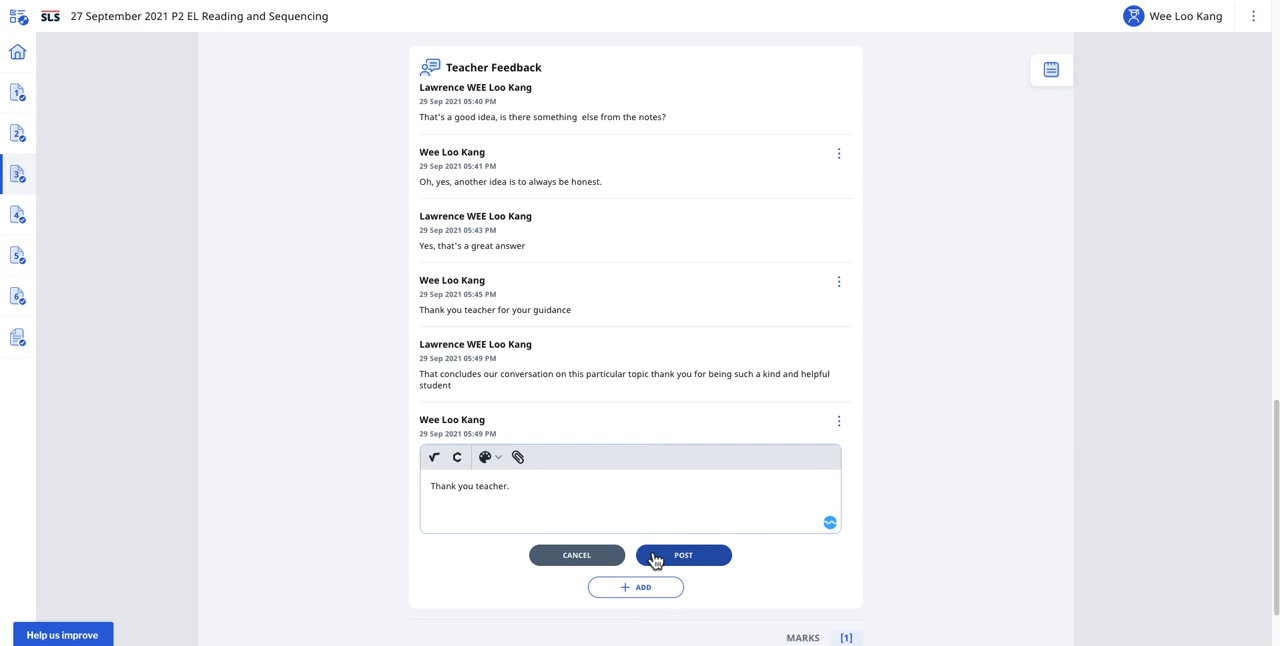 SLS 27 September 2021 P2 EL Reading and Sequencing
Wee Loo Kang
1
2
3
4
5
6
Teacher Feedback
Lawrence WEE Loo Kang
29 Sep 2021 05:40 PM
That's a good idea, is there something else from the notes?
Wee Loo Kang
29 Sep 2021 05:41 PM
Oh, yes, another idea is to always be honest.
Lawrence WEE Loo Kang
29 Sep 2021 05:43 PM
Yes, that's a great answer
Wee Loo Kang
29 Sep 2021 05:45 PM
Thank you teacher for your guidance
Lawrence WEE Loo Kang
29 Sep 2021 05:49 PM
That concludes our conversation on this particular topic thank you for being such a kind and helpful
student
Wee Loo Kang
29 Sep 2021 05:49 PM
C
Thank you teacher.
CANCEL POST
+ ADD
MARKS [1]
Help us improve